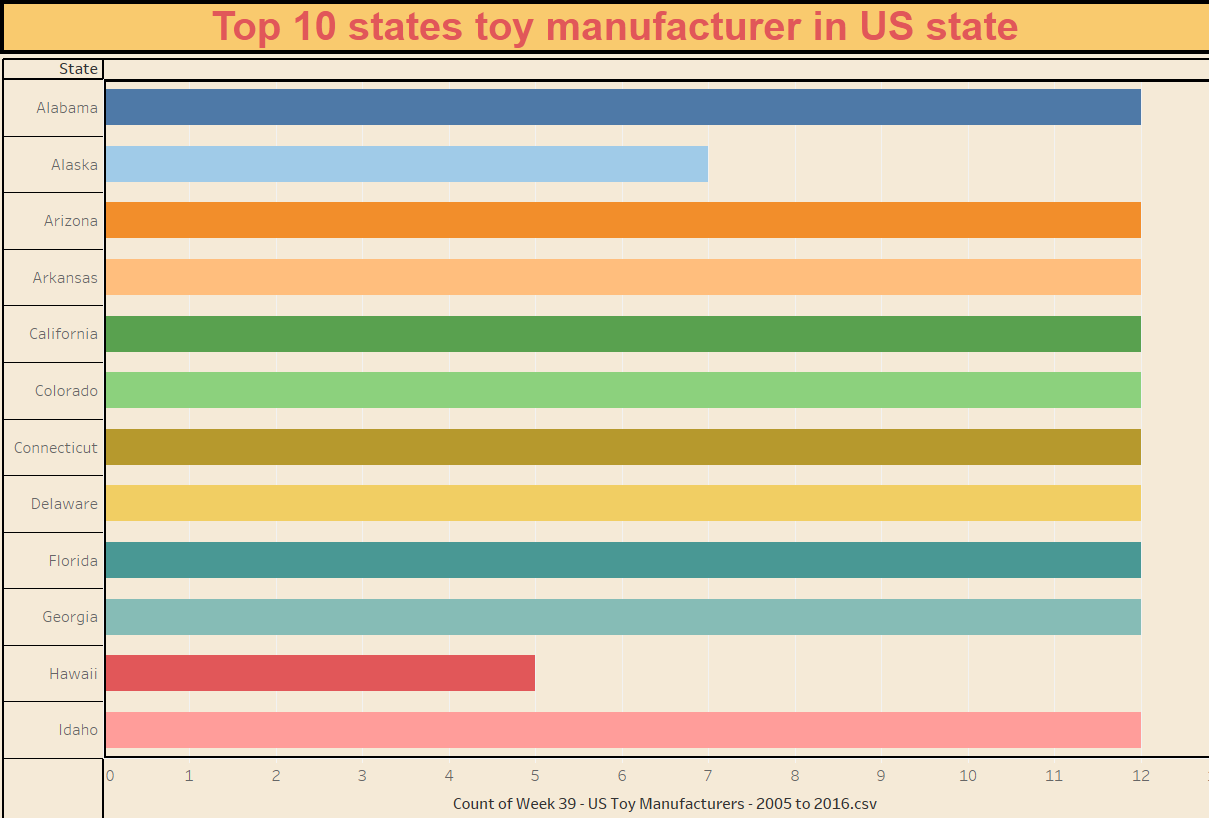 Top 10 states toy manufacturer in US state
State
Alabama
Alaska
Arizona
Arkansas
California
Colorado
Connecticut
Delaware
Florida
Georgia
Hawaii
Idaho
0 1 2 3 4 5 6 7 8 9 10 11 12
Count of Week 39 - US Toy Manufacturers - 2005 to 2016.csv